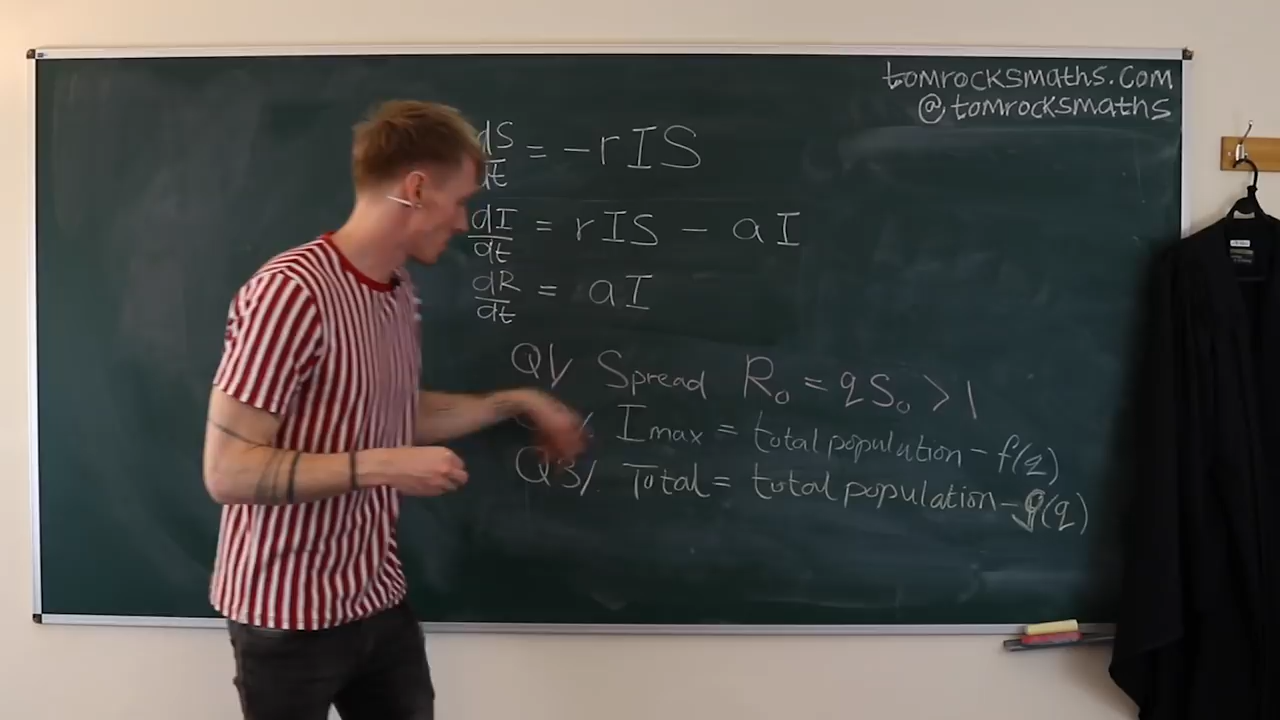 tomrocksmaths.com
@tomrocksmaths
dS/dt = -rIS
dI/dt = rIS - aI
dR/dt = aI
Q1/ Spread R₀ = qS₀ > 1
Imax = total population - f(q)
Q3/. Total = total population - g(q)